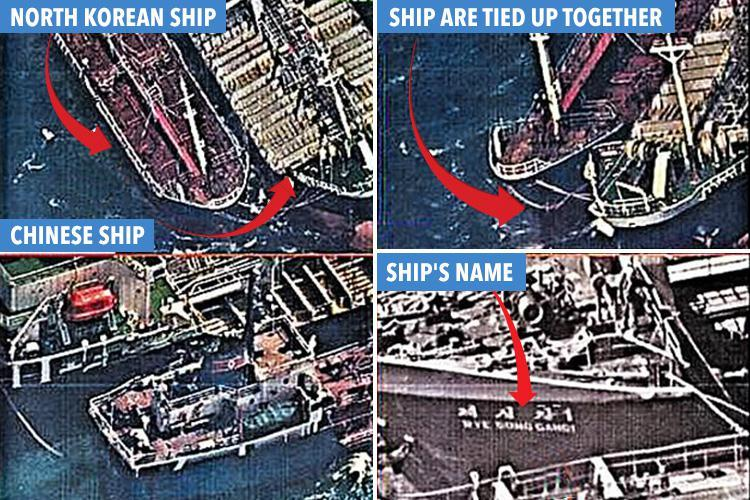 NORTH KOREAN SHIP
SHIP ARE TIED UP TOGETHER
CHINESE SHIP
SHIP'S NAME
RYE SONG GANG1